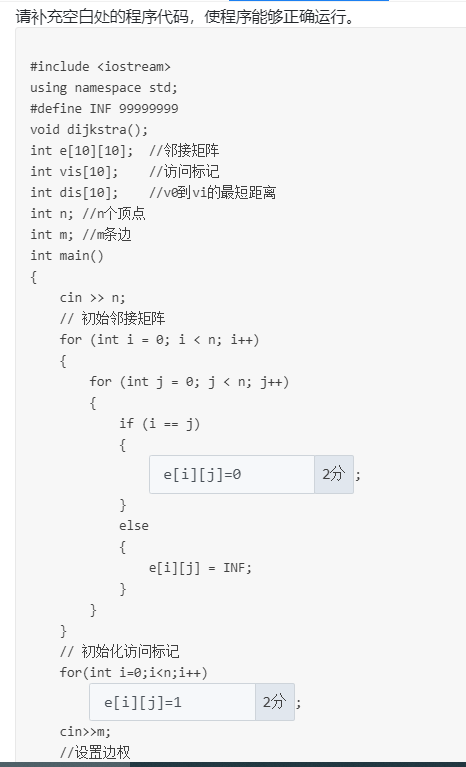 请补充空白处的程序代码，使程序能够正确运行。
#include <iostream>
using namespace std;
#define INF 99999999
void dijkstra();
int e[10][10];  //邻接矩阵
int vis[10];    //访问标记
int dis[10];    //v0到vi的最短距离
int n; //n个顶点
int m; //m条边
int main()
{
    cin >> n;
    // 初始邻接矩阵
    for (int i = 0; i < n; i++)
    {
        for (int j = 0; j < n; j++)
        {
            if (i == j)
            {
                e[i][j]=0 2分 ;
            }
            else
            {
                e[i][j] = INF;
            }
        }
    }
    // 初始化访问标记
    for(int i=0;i<n;i++)
        e[i][j]=1 2分 ;
    cin>>m;
    //设置边权